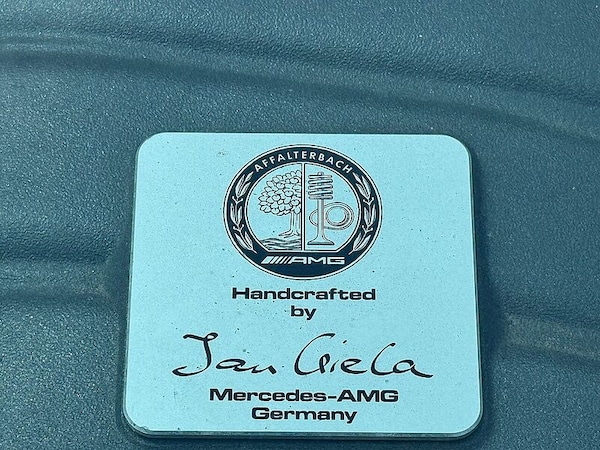 AFFALTERBACH
AMG
Handcrafted
by
Jan Giela
Mercedes-AMG
Germany